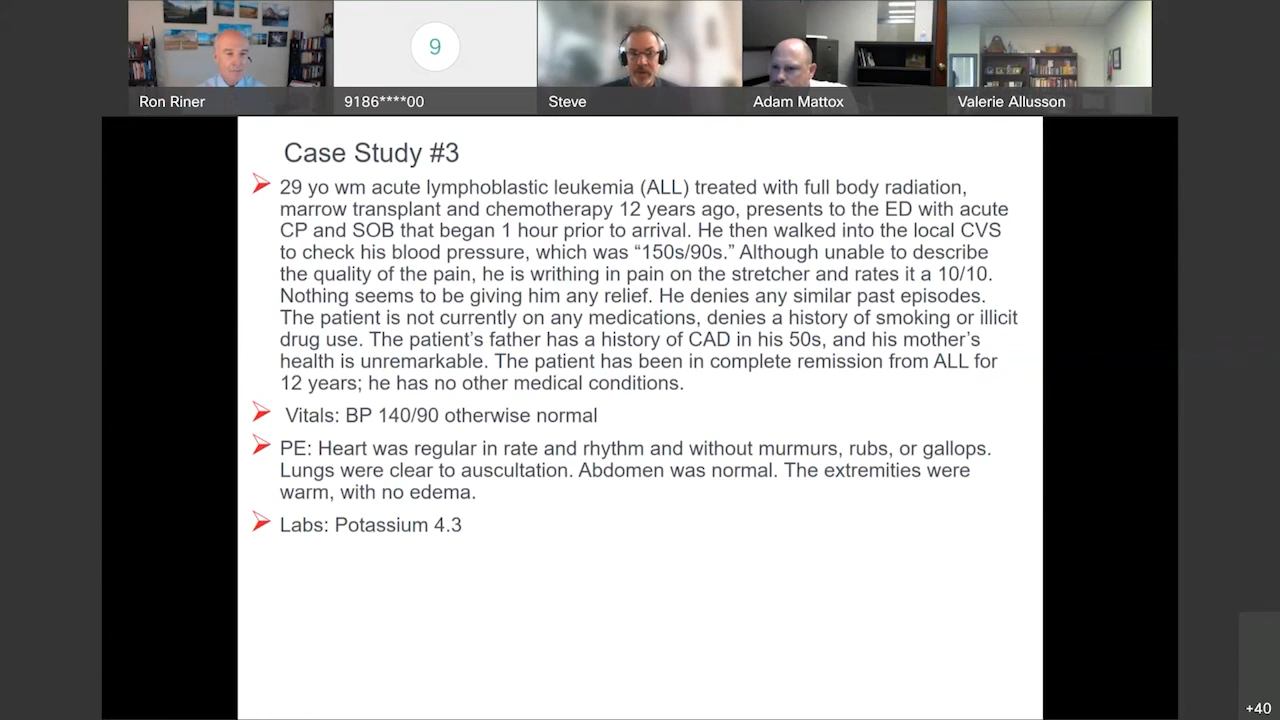 Ron Riner
9
9186****00
Steve
Adam Mattox
Valerie Allusson
Case Study #3
29 yo wm acute lymphoblastic leukemia (ALL) treated with full body radiation,
marrow transplant and chemotherapy 12 years ago, presents to the ED with acute
CP and SOB that began 1 hour prior to arrival. He then walked into the local CVS
to check his blood pressure, which was “150s/90s.” Although unable to describe
the quality of the pain, he is writhing in pain on the stretcher and rates it a 10/10.
Nothing seems to be giving him any relief. He denies any similar past episodes.
The patient is not currently on any medications, denies a history of smoking or illicit
drug use. The patient’s father has a history of CAD in his 50s, and his mother’s
health is unremarkable. The patient has been in complete remission from ALL for
12 years; he has no other medical conditions.
Vitals: BP 140/90 otherwise normal
PE: Heart was regular in rate and rhythm and without murmurs, rubs, or gallops.
Lungs were clear to auscultation. Abdomen was normal. The extremities were
warm, with no edema.
Labs: Potassium 4.3
+40